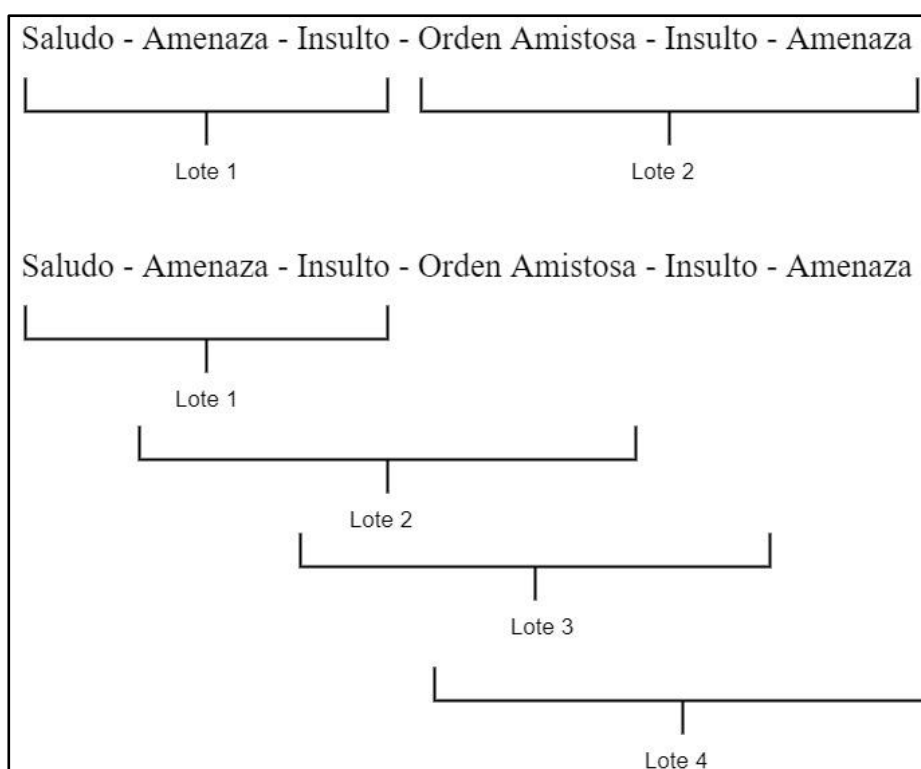 Saludo - Amenaza - Insulto - Orden Amistosa - Insulto - Amenaza
Lote 1
Lote 2
Saludo - Amenaza - Insulto - Orden Amistosa - Insulto - Amenaza
Lote 1
Lote 2
Lote 3
Lote 4